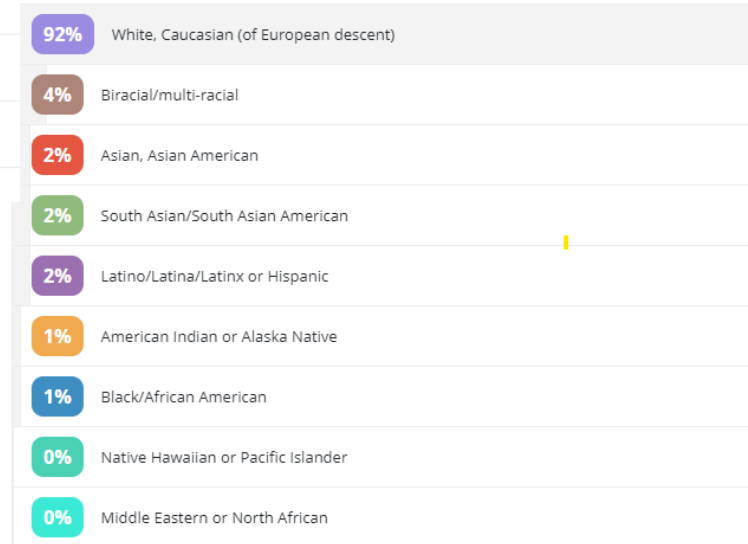 92% White, Caucasian (of European descent)
4% Biracial/multi-racial
2% Asian, Asian American
2% South Asian/South Asian American
2% Latino/Latina/Latinx or Hispanic
1% American Indian or Alaska Native
1% Black/African American
0% Native Hawaiian or Pacific Islander
0% Middle Eastern or North African